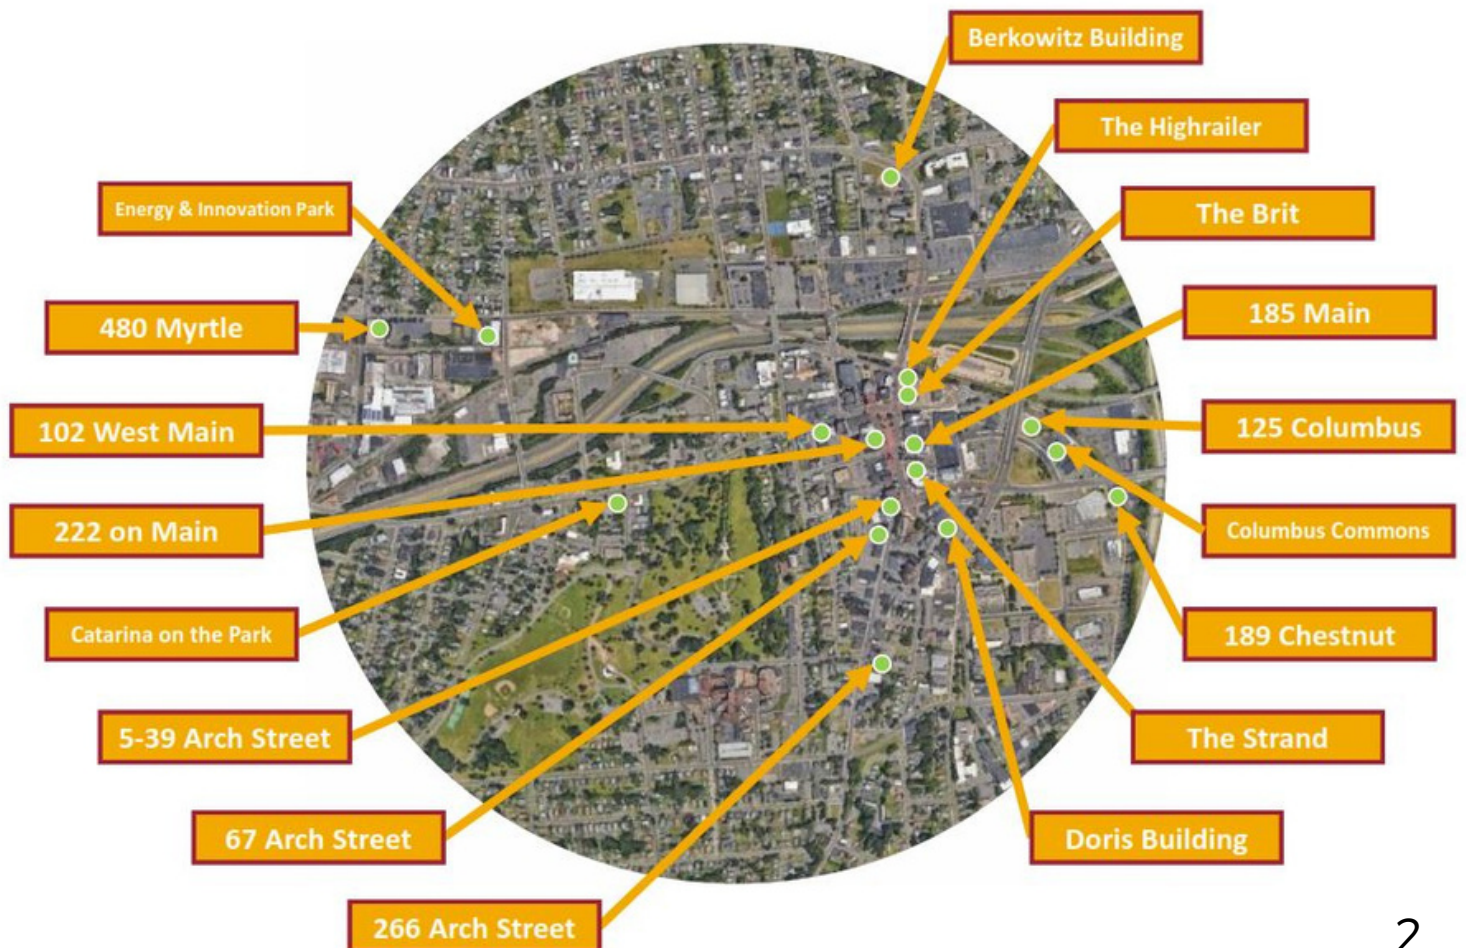 Berkowitz Building
The Highrailer
Energy & Innovation Park
The Brit
480 Myrtle
185 Main
102 West Main
125 Columbus
222 on Main
Columbus Commons
Catarina on the Park
189 Chestnut
5-39 Arch Street
The Strand
67 Arch Street
Doris Building
266 Arch Street
2